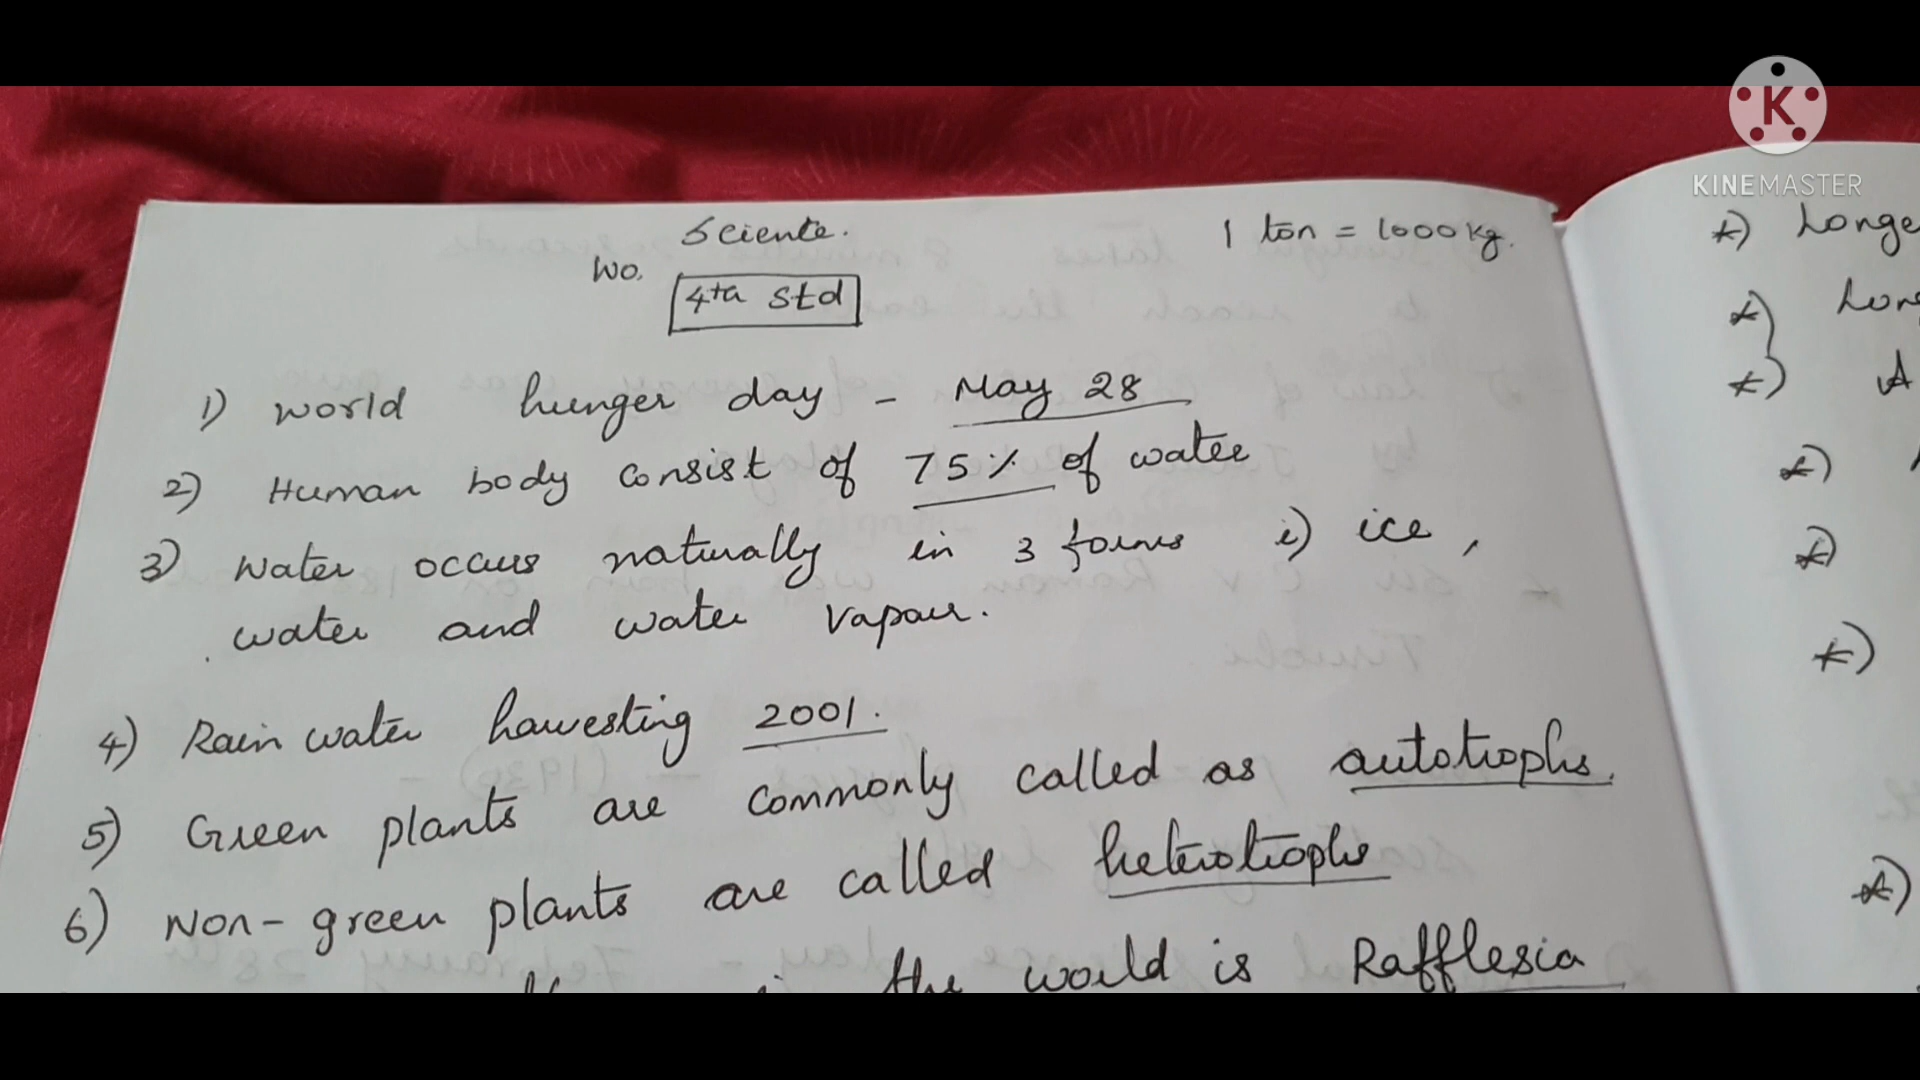 K
KINEMASTER
Science.
1 ton = 1000 kg.
Wo.
4th Std
1) World hunger day - May 28
2) Human body consist of 75% of water
3) Water occurs naturally in 3 forms i) ice,
water and water vapour.
4) Rain water harvesting 2001.
5) Green plants are commonly called as autotrophs.
6) Non-green plants are called heterotrophs
the world is Rafflesia
*) Longe
*)
*) A
*)
*)
*)
*)